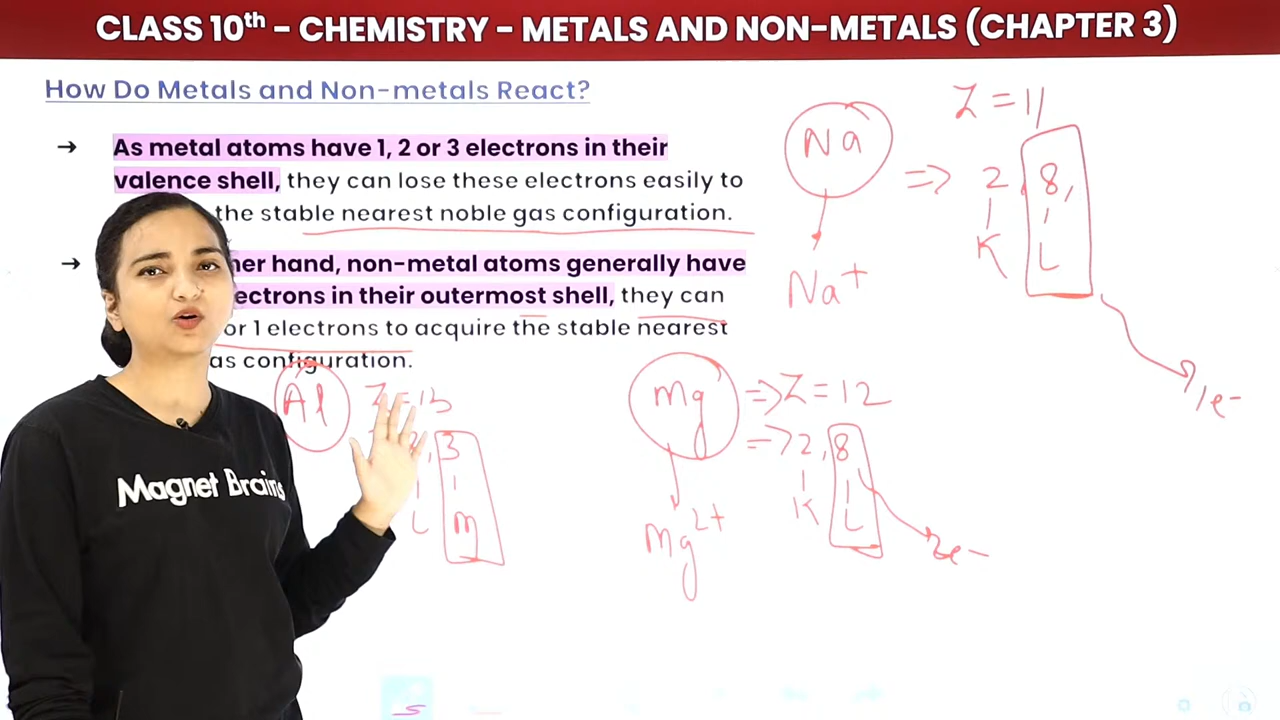 CLASS 10th - CHEMISTRY - METALS AND NON-METALS (CHAPTER 3)
How Do Metals and Non-metals React?
→ As metal atoms have 1, 2 or 3 electrons in their
valence shell, they can lose these electrons easily to
the stable nearest noble gas configuration.
→ hand, non-metal atoms generally have
in their outermost shell, they can
or 1 electrons to acquire the stable nearest
configuration.
Na
Z = 11
⇒ 2, 8,
K L
Na+
1e-
Al
3
L M
Mg ⇒ Z = 12
⇒ 2, 8
K L
Mg2+
2e-
Magnet Brains